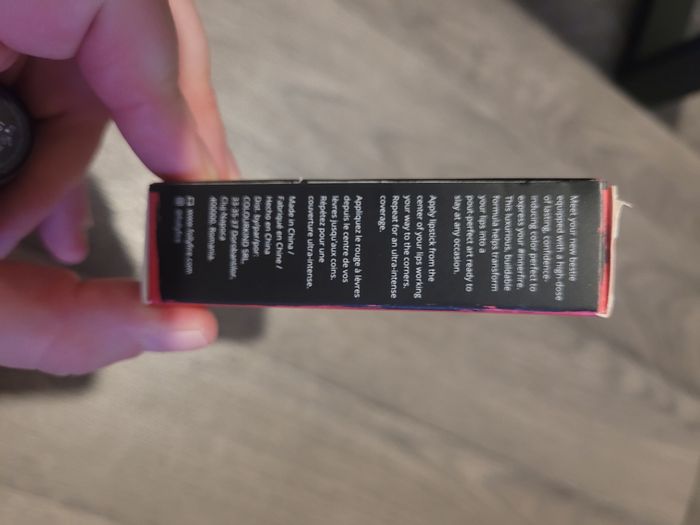 Meet your new bestie
equipped with a high-dose
of lasting, confidence-
inducing color perfect to
express your #innerfire.
This luxurious, buildable
formula helps transform
your lips into a
pout-perfect art ready to
slay at any occasion.
Apply lipstick from the
center of your lips working
your way to the corners.
Repeat for an ultra-intense
coverage.
Appliquez le rouge à lèvres
depuis le centre de vos
lèvres jusqu'aux coins.
Répétez pour une
couverture ultra-intense.
Made in China /
Fabriqué en Chine /
Hecho en China
Dist. by/par/por:
COLOURKIND SRL,
33-35-37 Dorobantilor,
Cluj-Napoca
400000, Romania.